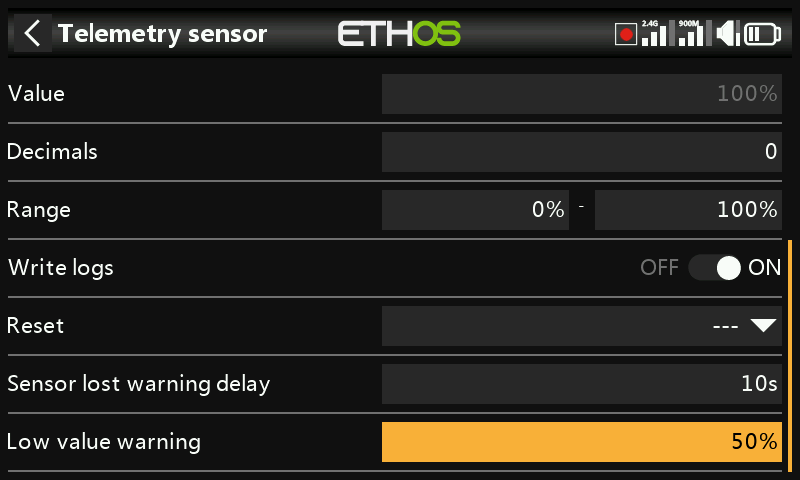 Telemetry sensor ETHOS 2.4G 900M
Value 100%
Decimals 0
Range 0% - 100%
Write logs OFF ON
Reset ---
Sensor lost warning delay 10s
Low value warning 50%